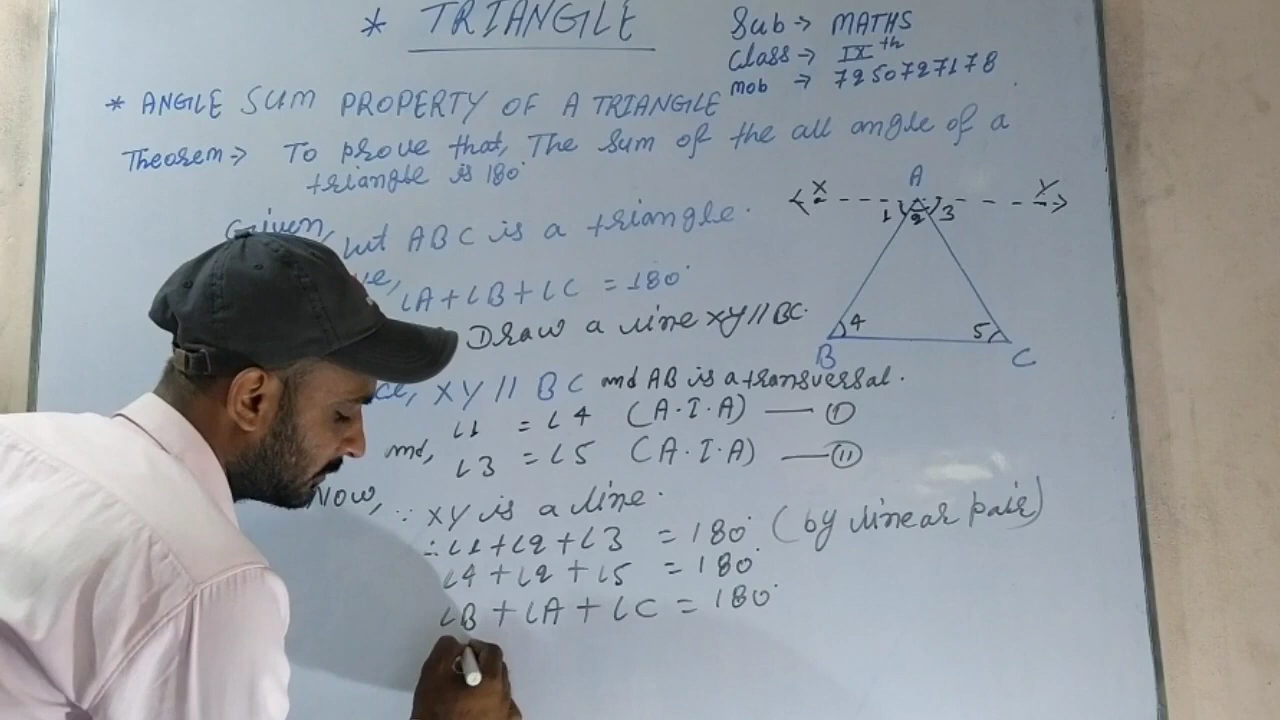 * TRIANGLE
Sub → MATHS
Class → IXth
mob → 7250727178
* ANGLE SUM PROPERTY OF A TRIANGLE
Theorem ⇒ To prove that, The sum of the all angle of a
triangle is 180°
Given, Let ABC is a triangle.
∠A + ∠B + ∠C = 180°
Draw a line XY // BC.
XY // BC and AB is a transversal.
∠1 = ∠4 (A.I.A) — (I)
and, ∠3 = ∠5 (A.I.A) — (II)
Now, ∵ XY is a line.
∴ ∠1 + ∠2 + ∠3 = 180° (by linear pair)
∠4 + ∠2 + ∠5 = 180°
∠B + ∠A + ∠C = 180°
X A Y
1 2 3
4 5
B C